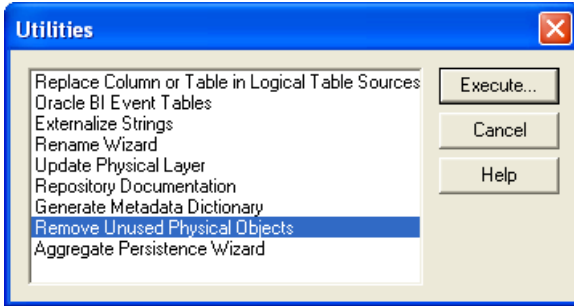 Utilities
Replace Column or Table in Logical Table Sources
Oracle BI Event Tables
Externalize Strings
Rename Wizard
Update Physical Layer
Repository Documentation
Generate Metadata Dictionary
Remove Unused Physical Objects
Aggregate Persistence Wizard
Execute...
Cancel
Help